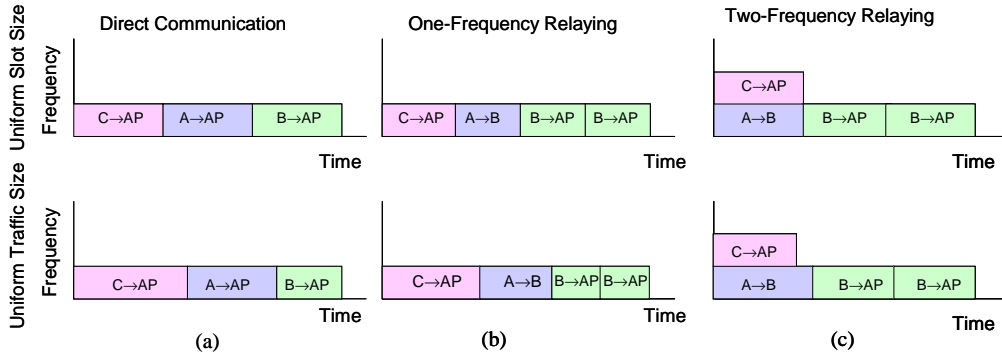 Direct Communication
One-Frequency Relaying
Two-Frequency Relaying
Uniform Slot Size
Frequency
C→AP
A→AP
B→AP
Time
C→AP
A→B
B→AP
B→AP
Time
C→AP
A→B
B→AP
B→AP
Time
Uniform Traffic Size
Frequency
C→AP
A→AP
B→AP
Time
C→AP
A→B
B→AP
B→AP
Time
C→AP
A→B
B→AP
B→AP
Time
(a)
(b)
(c)